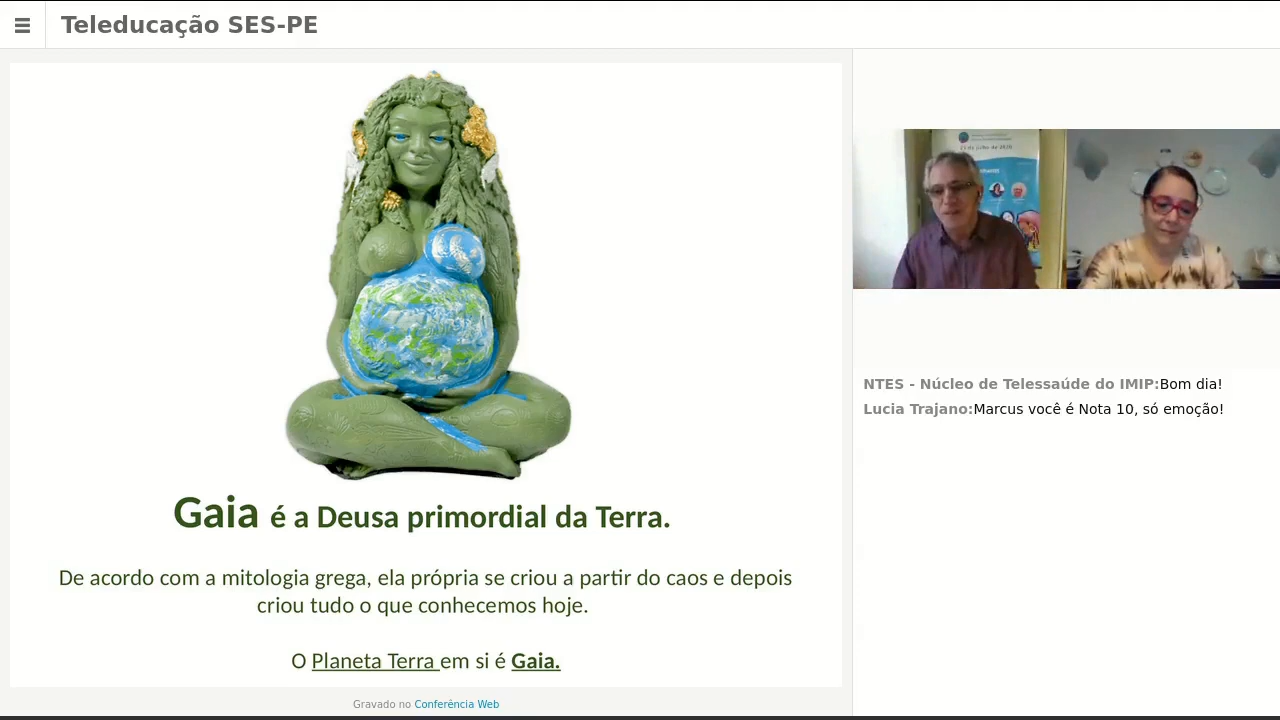 Teleducação SES-PE
Gaia é a Deusa primordial da Terra.
De acordo com a mitologia grega, ela própria se criou a partir do caos e depois
criou tudo o que conhecemos hoje.
O Planeta Terra em si é Gaia.
Gravado no Conferência Web
NTES - Núcleo de Telessaúde do IMIP:Bom dia!
Lucia Trajano:Marcus você é Nota 10, só emoção!